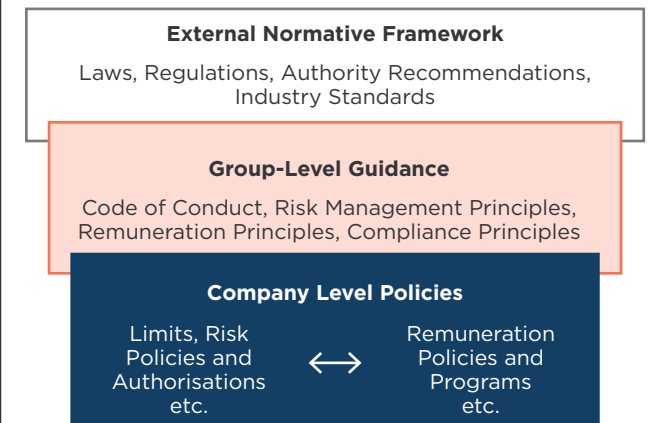 External Normative Framework
Laws, Regulations, Authority Recommendations,
Industry Standards
Group-Level Guidance
Code of Conduct, Risk Management Principles,
Remuneration Principles, Compliance Principles
Company Level Policies
Limits, Risk
Policies and
Authorisations
etc.
Remuneration
Policies and
Programs
etc.